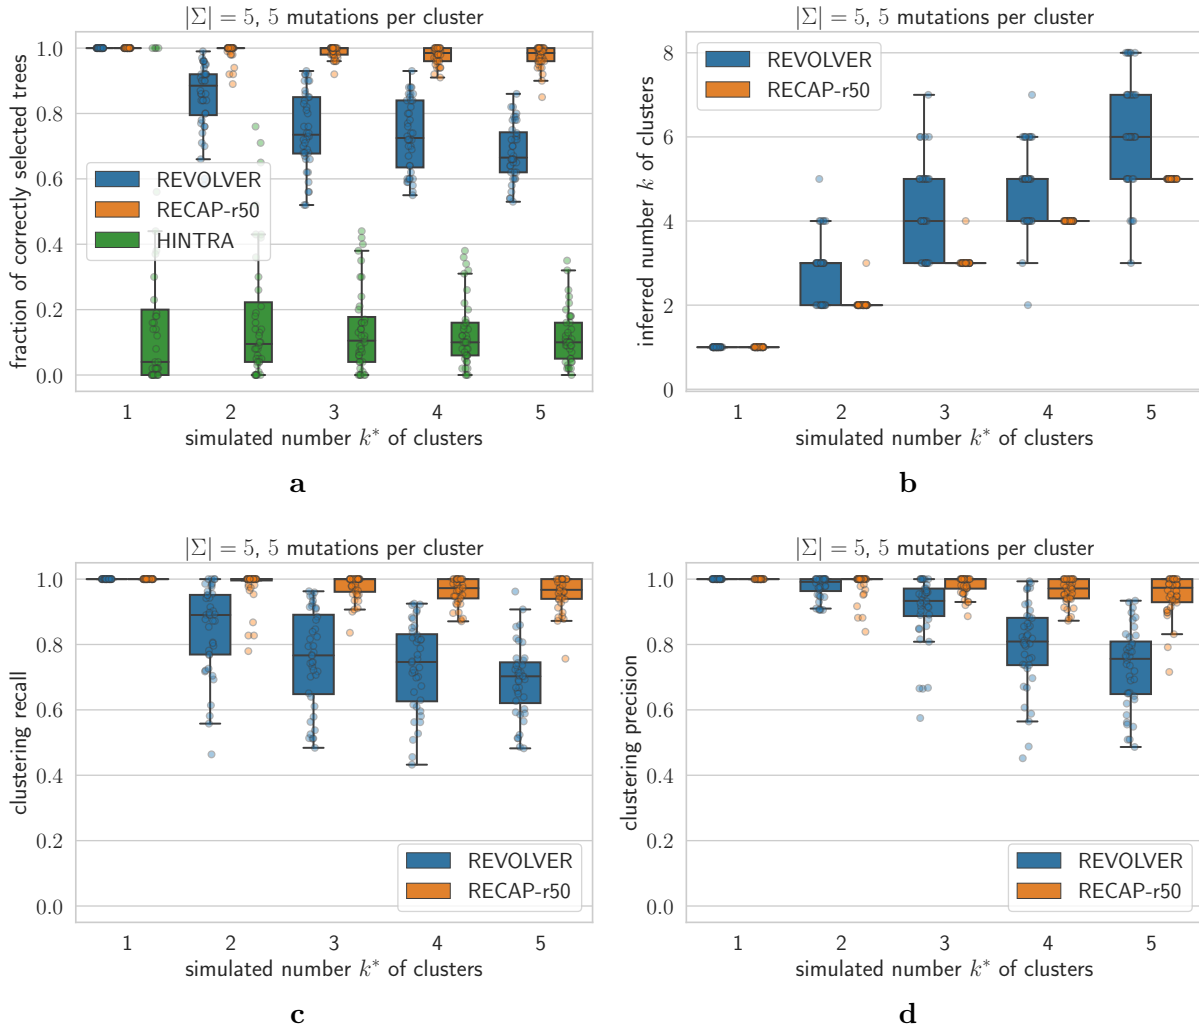 |Σ| = 5, 5 mutations per cluster
fraction of correctly selected trees
1.0
0.8
0.6
0.4
0.2
0.0
REVOLVER
RECAP-r50
HINTRA
1 2 3 4 5
simulated number k* of clusters
a
|Σ| = 5, 5 mutations per cluster
inferred number k of clusters
8
6
4
2
0
REVOLVER
RECAP-r50
1 2 3 4 5
simulated number k* of clusters
b
|Σ| = 5, 5 mutations per cluster
clustering recall
1.0
0.8
0.6
0.4
0.2
0.0
REVOLVER
RECAP-r50
1 2 3 4 5
simulated number k* of clusters
c
|Σ| = 5, 5 mutations per cluster
clustering precision
1.0
0.8
0.6
0.4
0.2
0.0
REVOLVER
RECAP-r50
1 2 3 4 5
simulated number k* of clusters
d